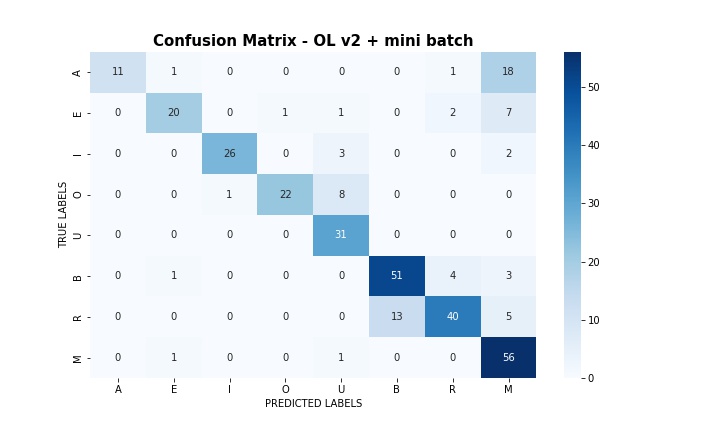 Confusion Matrix - OL v2 + mini batch
TRUE LABELS
A 11 1 0 0 0 0 1 18
E 0 20 0 1 1 0 2 7
I 0 0 26 0 3 0 0 2
O 0 0 1 22 8 0 0 0
U 0 0 0 0 31 0 0 0
B 0 1 0 0 0 51 4 3
R 0 0 0 0 0 13 40 5
M 0 1 0 0 1 0 0 56
A E I O U B R M
PREDICTED LABELS
50
40
30
20
10
0